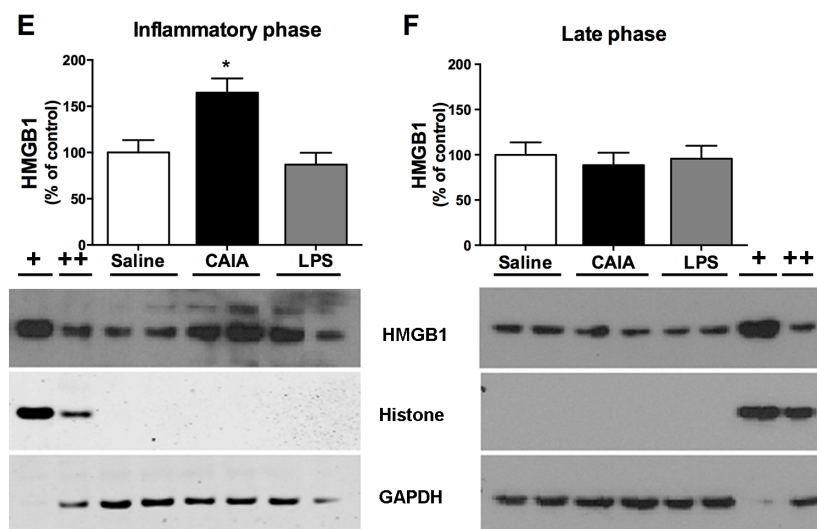 E
Inflammatory phase
HMGB1
(% of control)
200
150
100
50
0
*
+ ++ Saline CAIA LPS
F
Late phase
HMGB1
(% of control)
200
150
100
50
0
Saline CAIA LPS + ++
HMGB1
Histone
GAPDH